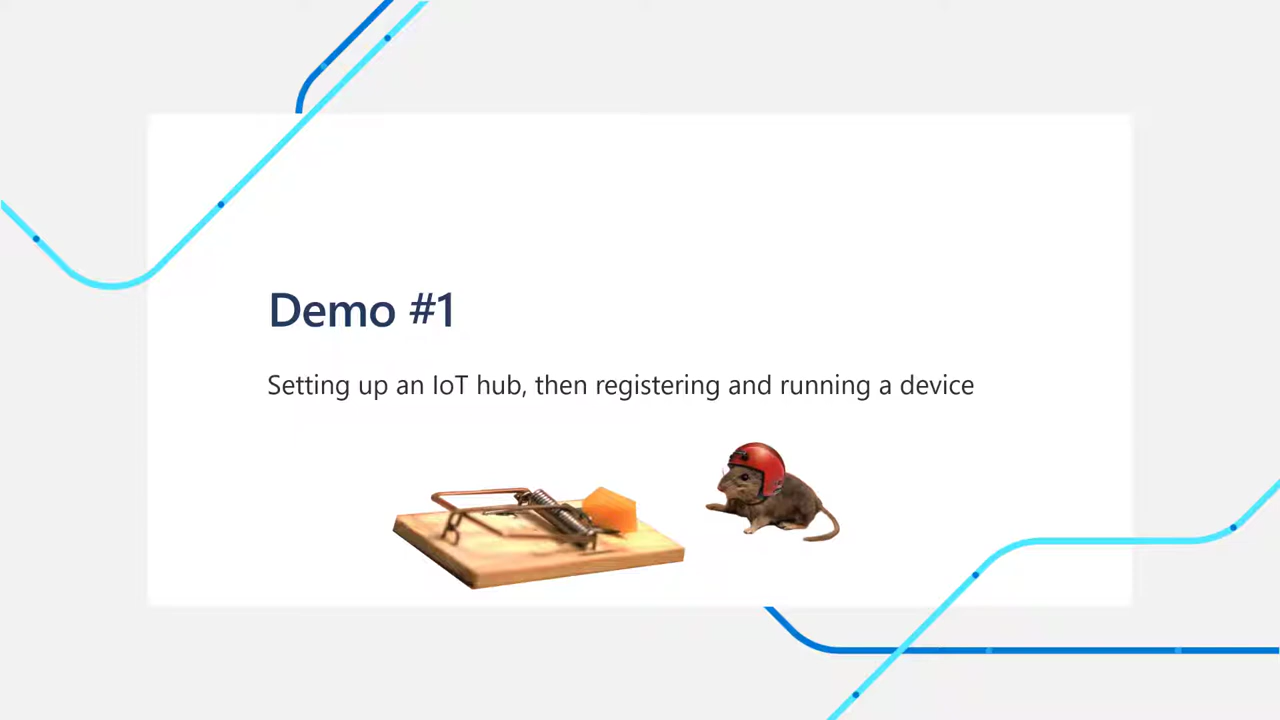 Demo #1
Setting up an IoT hub, then registering and running a device